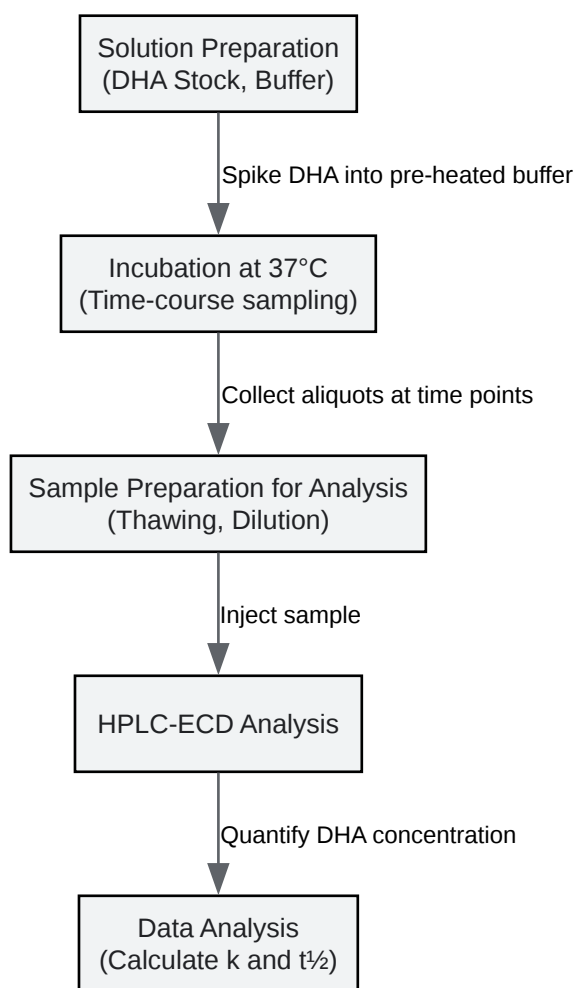 Solution Preparation
(DHA Stock, Buffer)
Spike DHA into pre-heated buffer
Incubation at 37°C
(Time-course sampling)
Collect aliquots at time points
Sample Preparation for Analysis
(Thawing, Dilution)
Inject sample
HPLC-ECD Analysis
Quantify DHA concentration
Data Analysis
(Calculate k and t½)